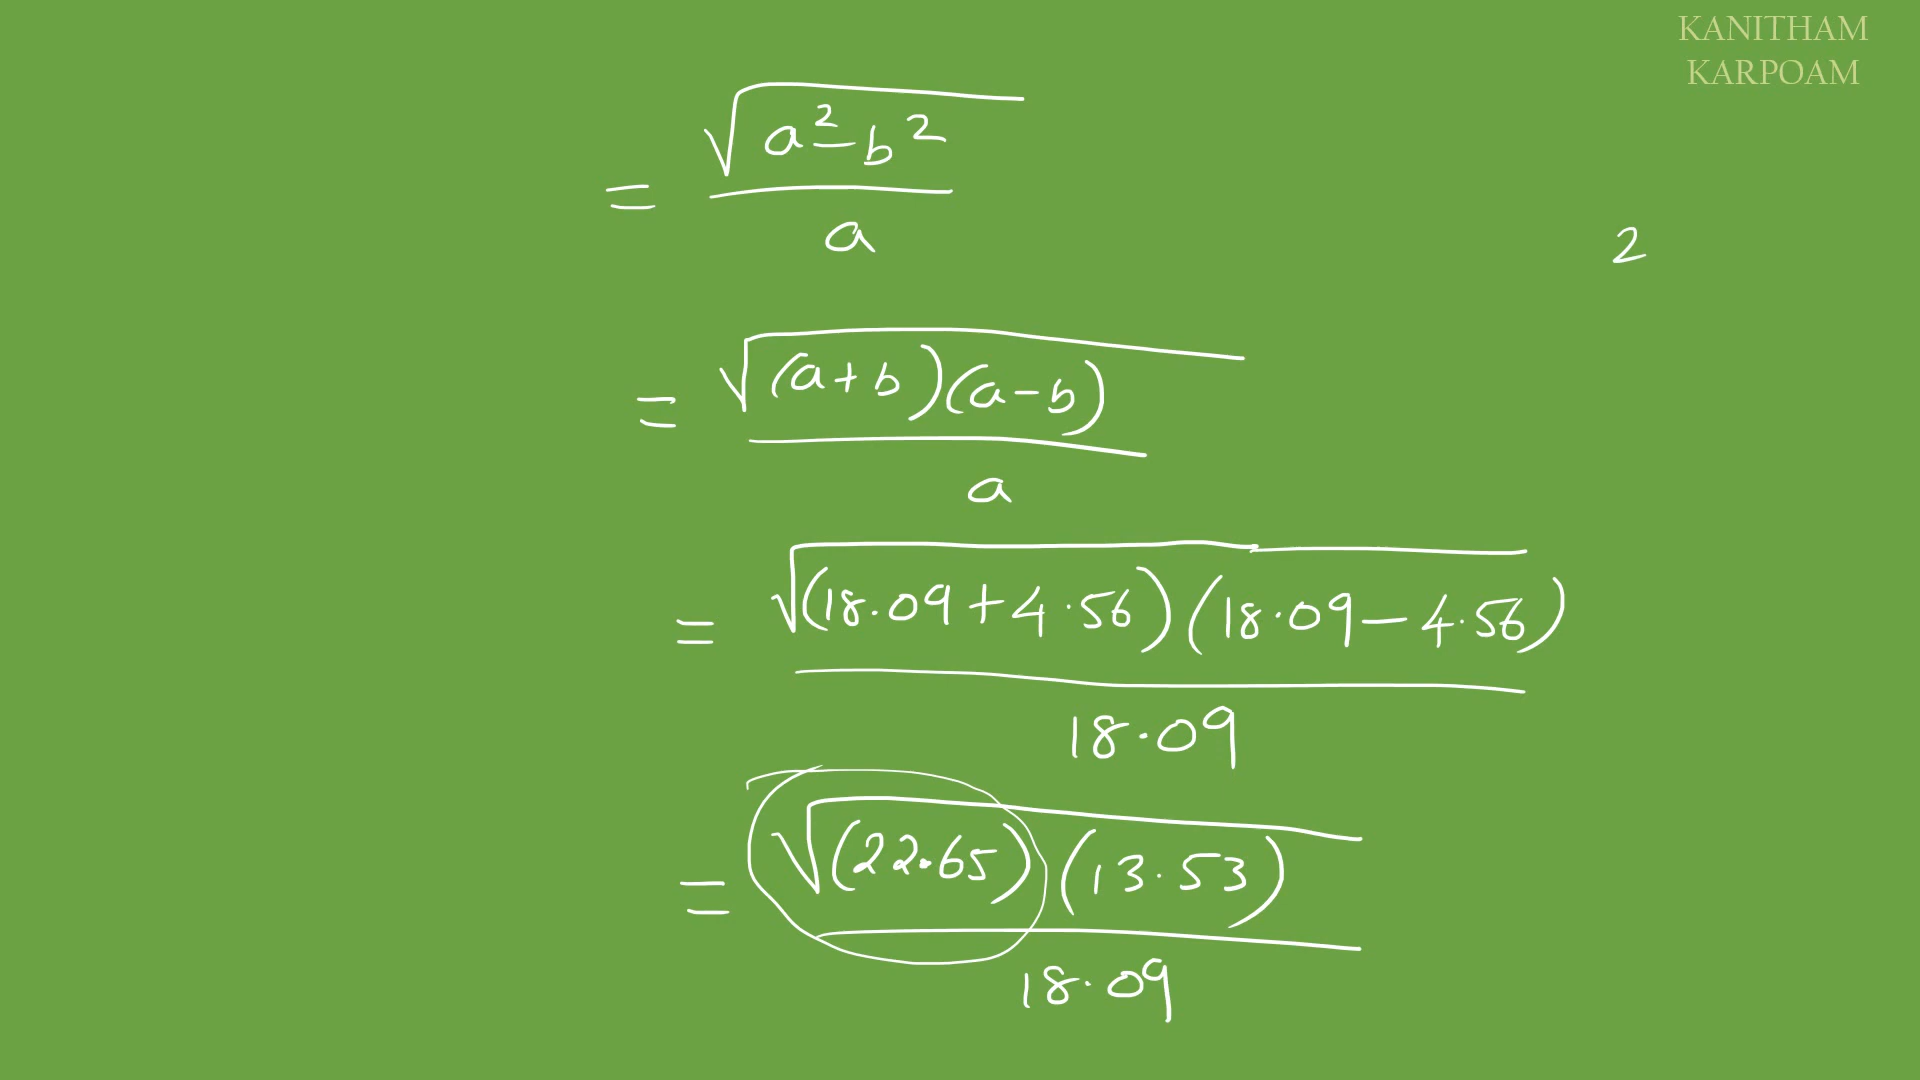 KANITHAM
KARPOAM
= √(a² - b²) / a
2
= √((a+b)(a-b)) / a
= √((18.09+4.56)(18.09-4.56)) / 18.09
= √((22.65)(13.53)) / 18.09